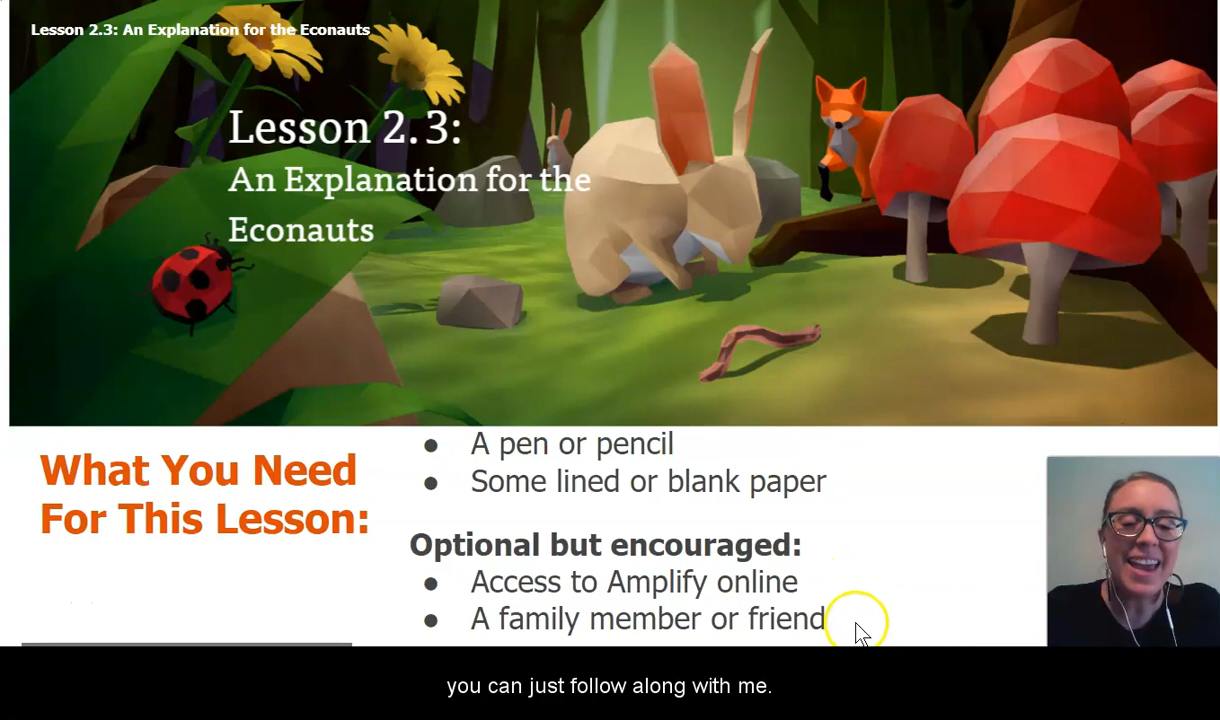 Lesson 2.3: An Explanation for the Econauts
Lesson 2.3:
An Explanation for the
Econauts
What You Need
For This Lesson:
● A pen or pencil
● Some lined or blank paper
Optional but encouraged:
● Access to Amplify online
● A family member or friend
you can just follow along with me.